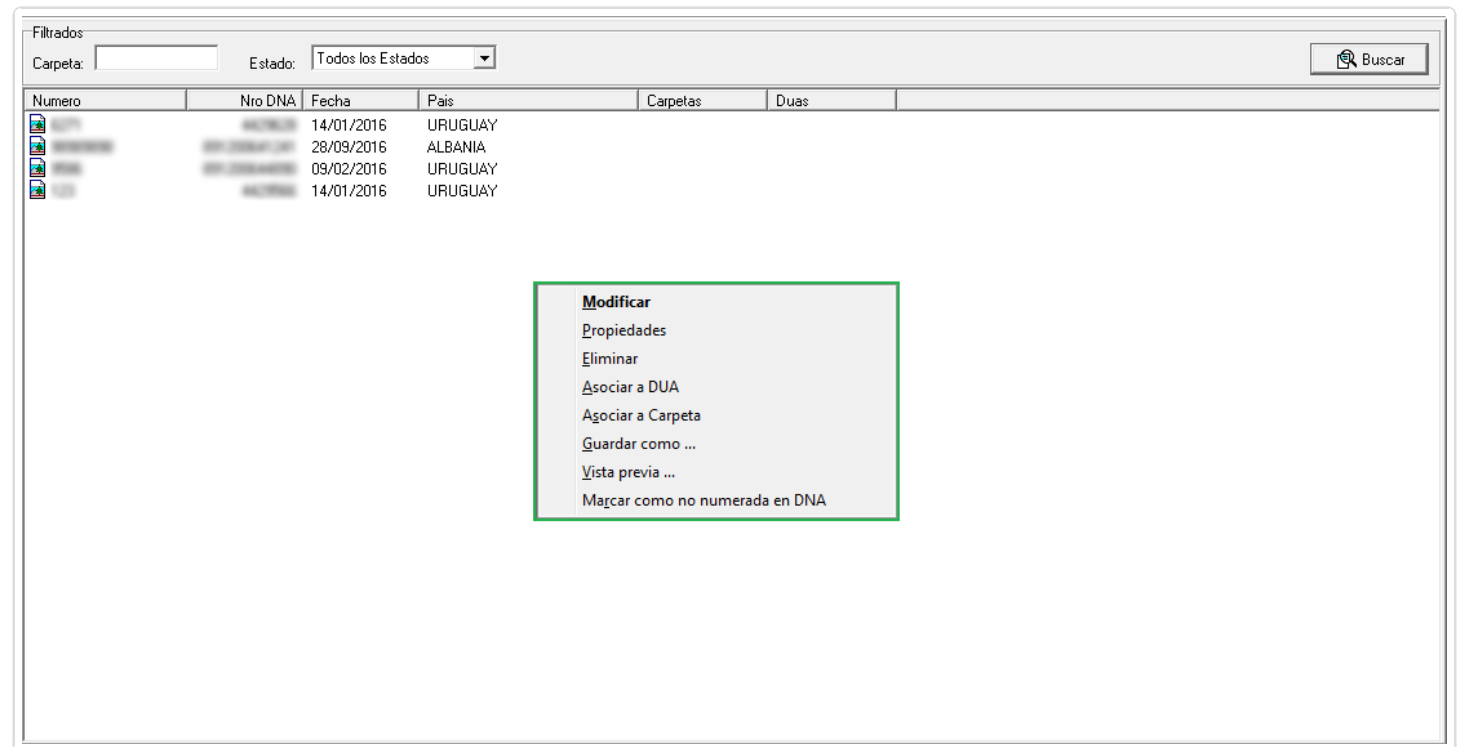 Filtrados
Carpeta: Estado: Todos los Estados Buscar
Numero Nro DNA Fecha Pais Carpetas Duas
14/01/2016 URUGUAY
28/09/2016 ALBANIA
09/02/2016 URUGUAY
14/01/2016 URUGUAY
Modificar
Propiedades
Eliminar
Asociar a DUA
Asociar a Carpeta
Guardar como ...
Vista previa ...
Marcar como no numerada en DNA